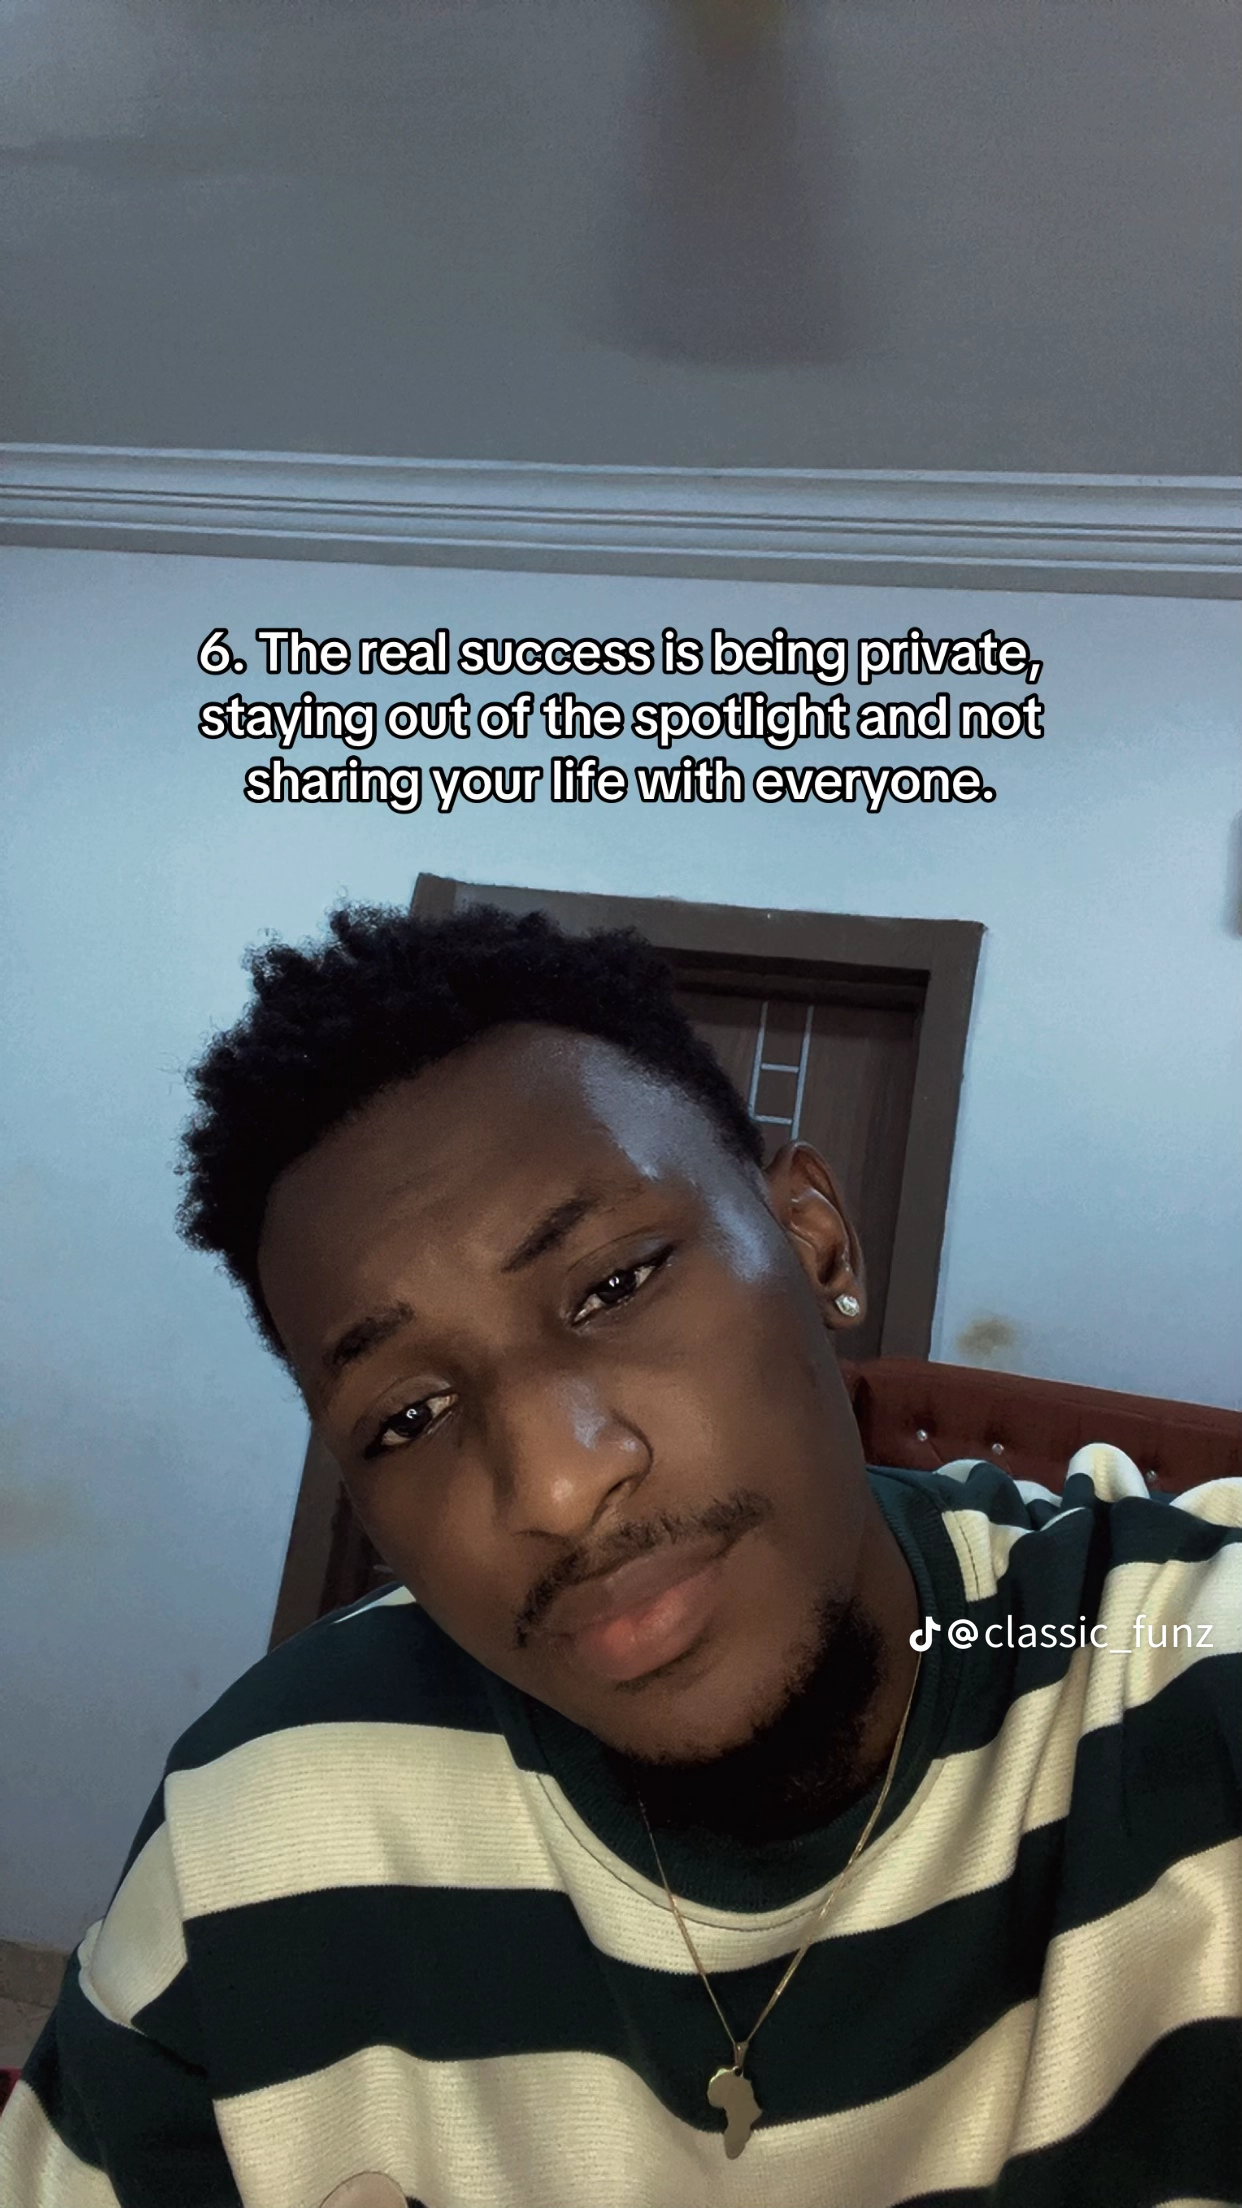 6. The real success is being private,
staying out of the spotlight and not
sharing your life with everyone.
@classic_funz